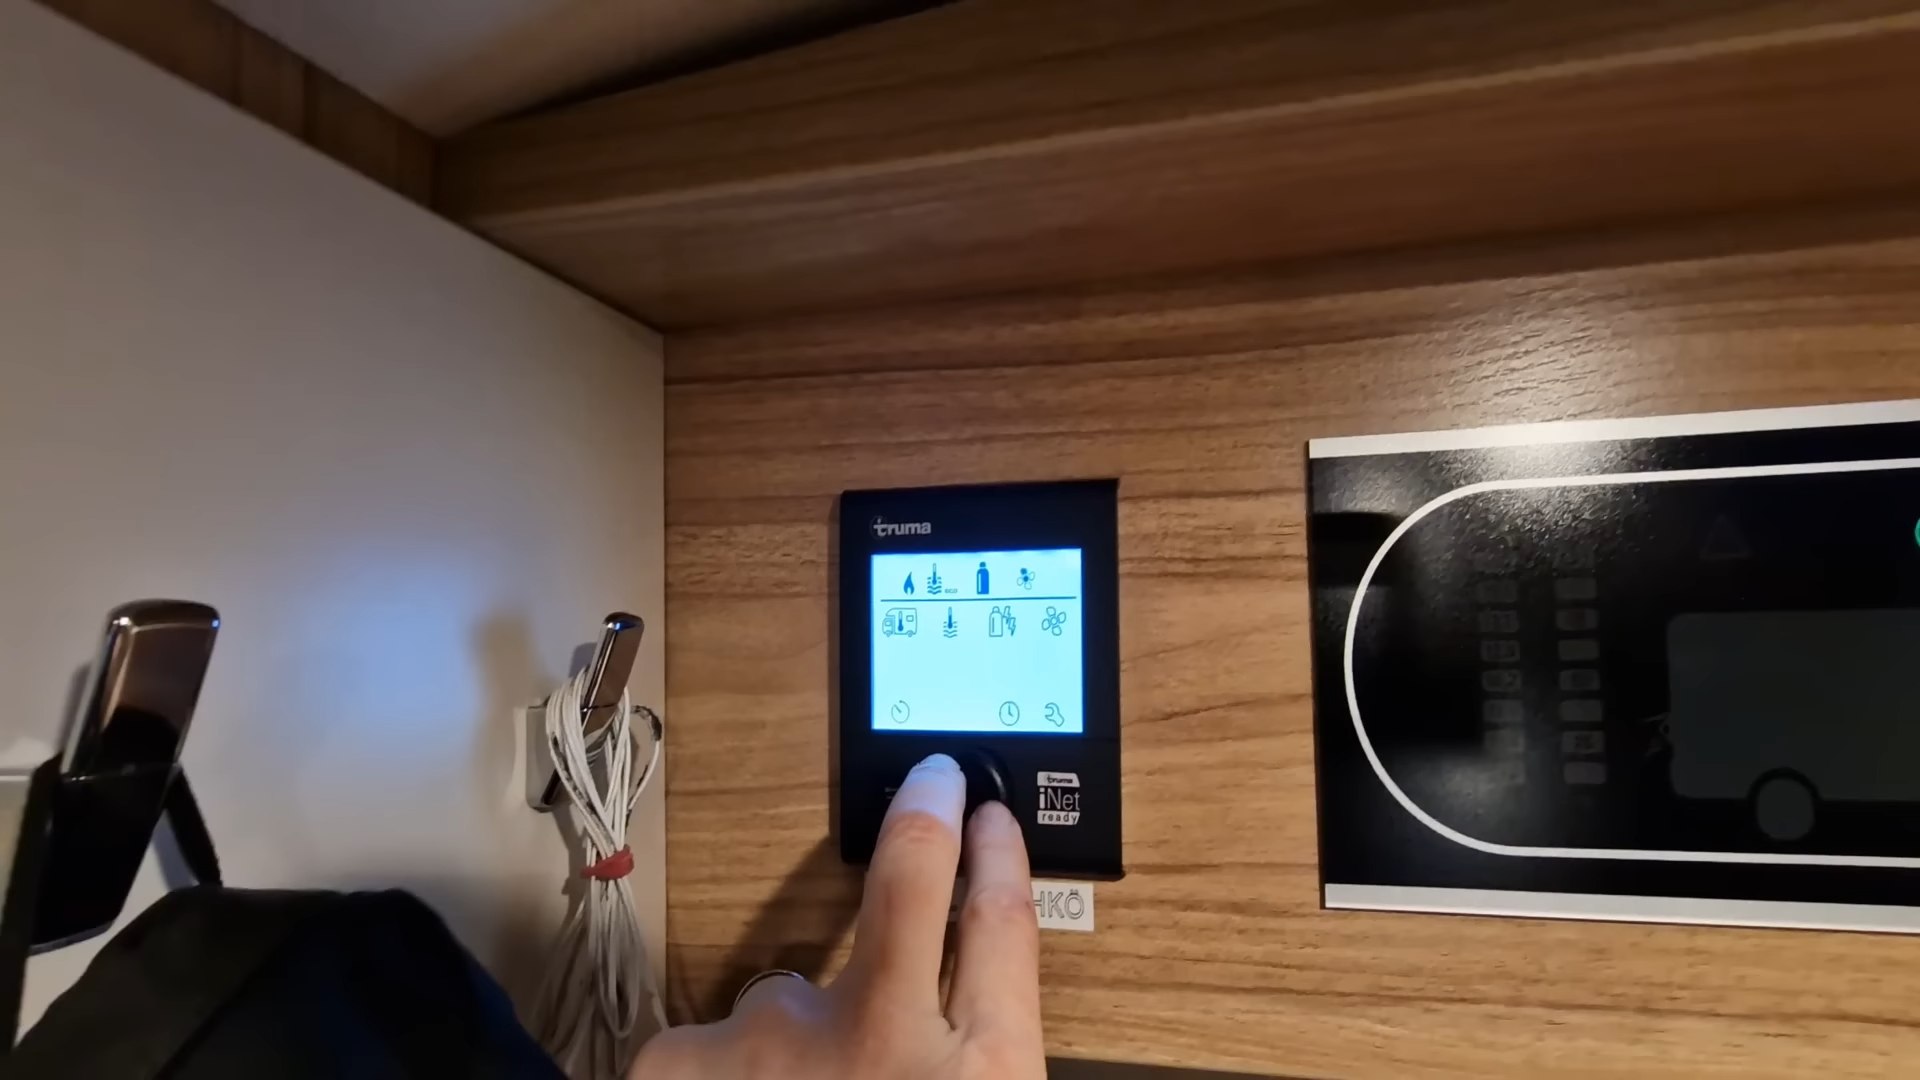 truma
eco
truma
iNet
ready
HKÖ